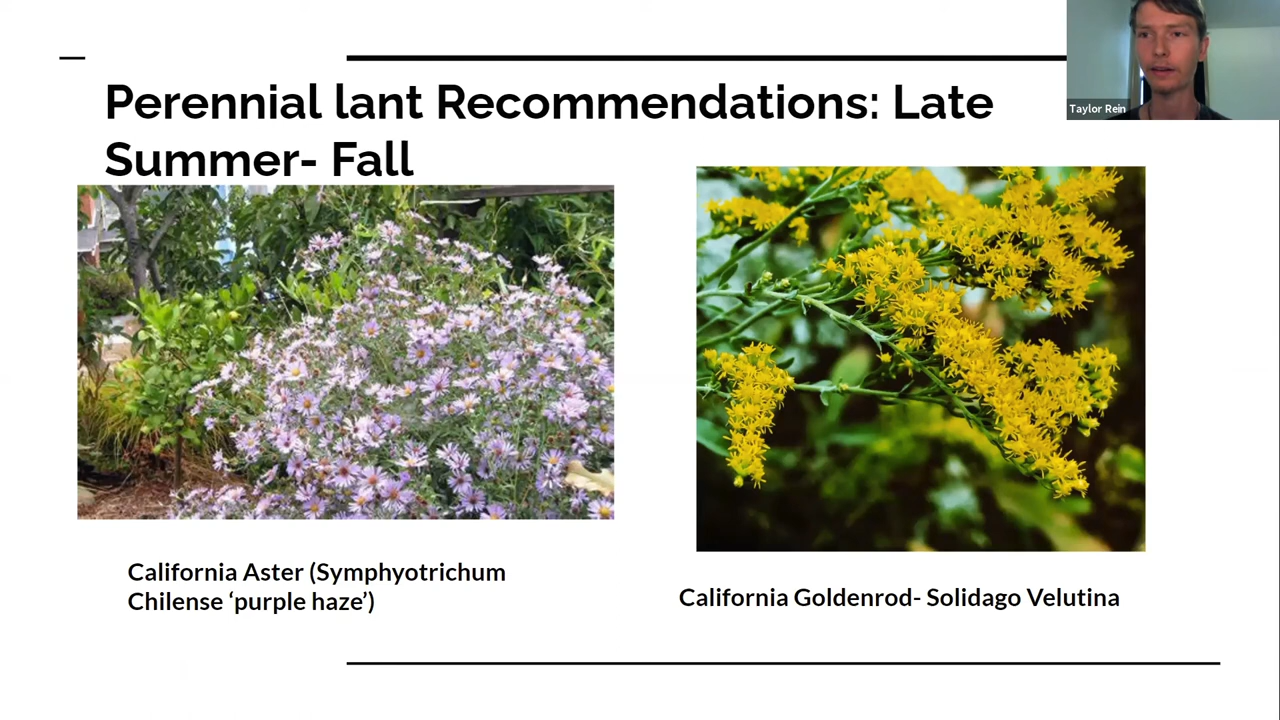 Perennial lant Recommendations: Late
Summer- Fall
Taylor Rein
California Aster (Symphyotrichum
Chilense ‘purple haze’)
California Goldenrod- Solidago Velutina